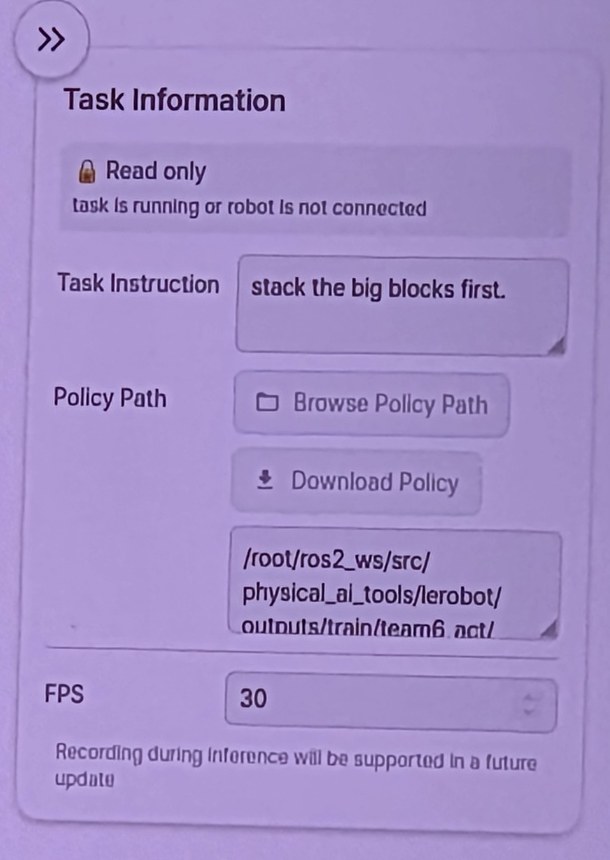 Task Information
Read only
task is running or robot is not connected
Task Instruction
stack the big blocks first.
Policy Path
Browse Policy Path
Download Policy
/root/ros2_ws/src/
physical_ai_tools/lerobot/
outputs/train/team6_act/
FPS
30
Recording during inference will be supported in a future
update